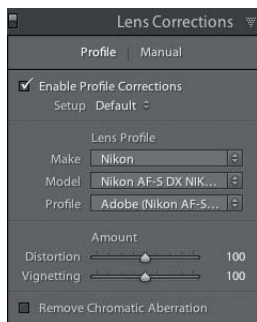 Lens Corrections
Profile | Manual
Enable Profile Corrections
Setup Default
Lens Profile
Make Nikon
Model Nikon AF-S DX NIK...
Profile Adobe (Nikon AF-S...
Amount
Distortion 100
Vignetting 100
Remove Chromatic Aberration